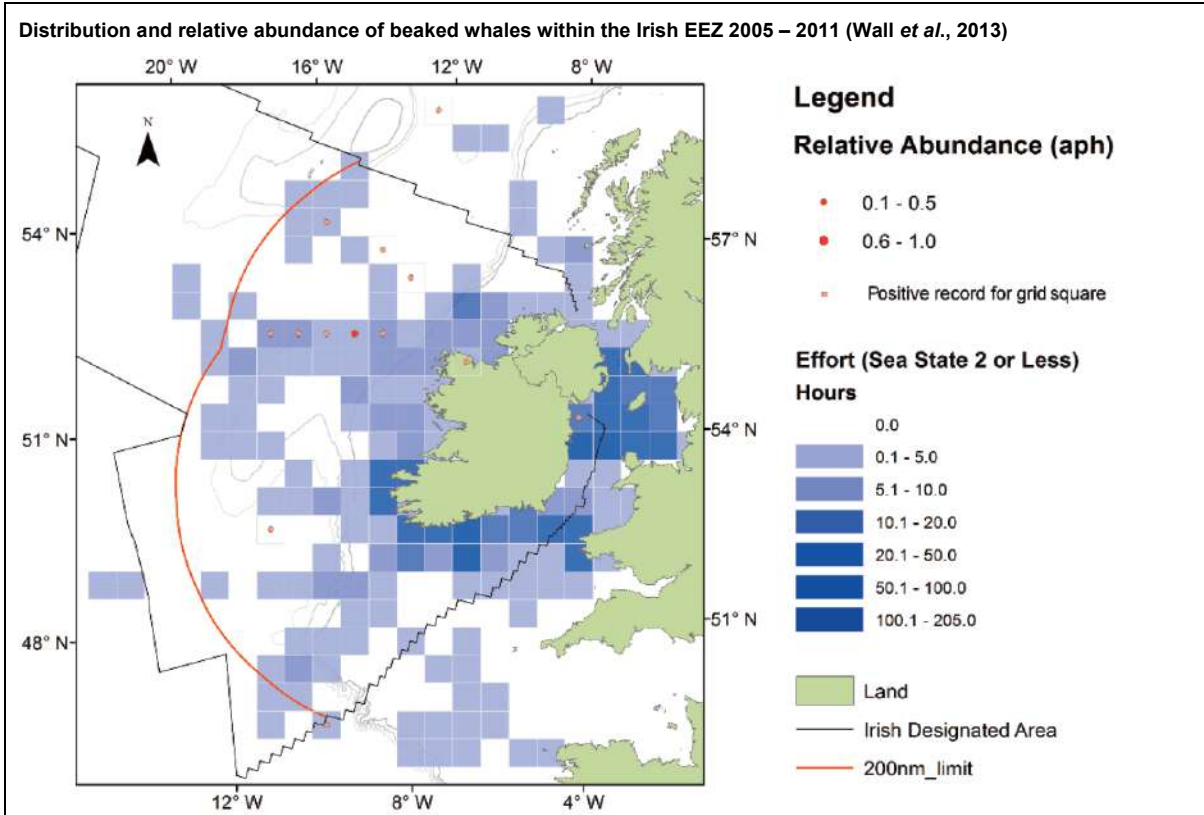 Distribution and relative abundance of beaked whales within the Irish EEZ 2005 – 2011 (Wall et al., 2013)
20° W 16° W 12° W 8° W
N
54° N
57° N
51° N
54° N
48° N
51° N
12° W 8° W 4° W
Legend
Relative Abundance (aph)
0.1 - 0.5
0.6 - 1.0
Positive record for grid square
Effort (Sea State 2 or Less)
Hours
0.0
0.1 - 5.0
5.1 - 10.0
10.1 - 20.0
20.1 - 50.0
50.1 - 100.0
100.1 - 205.0
Land
Irish Designated Area
200nm_limit